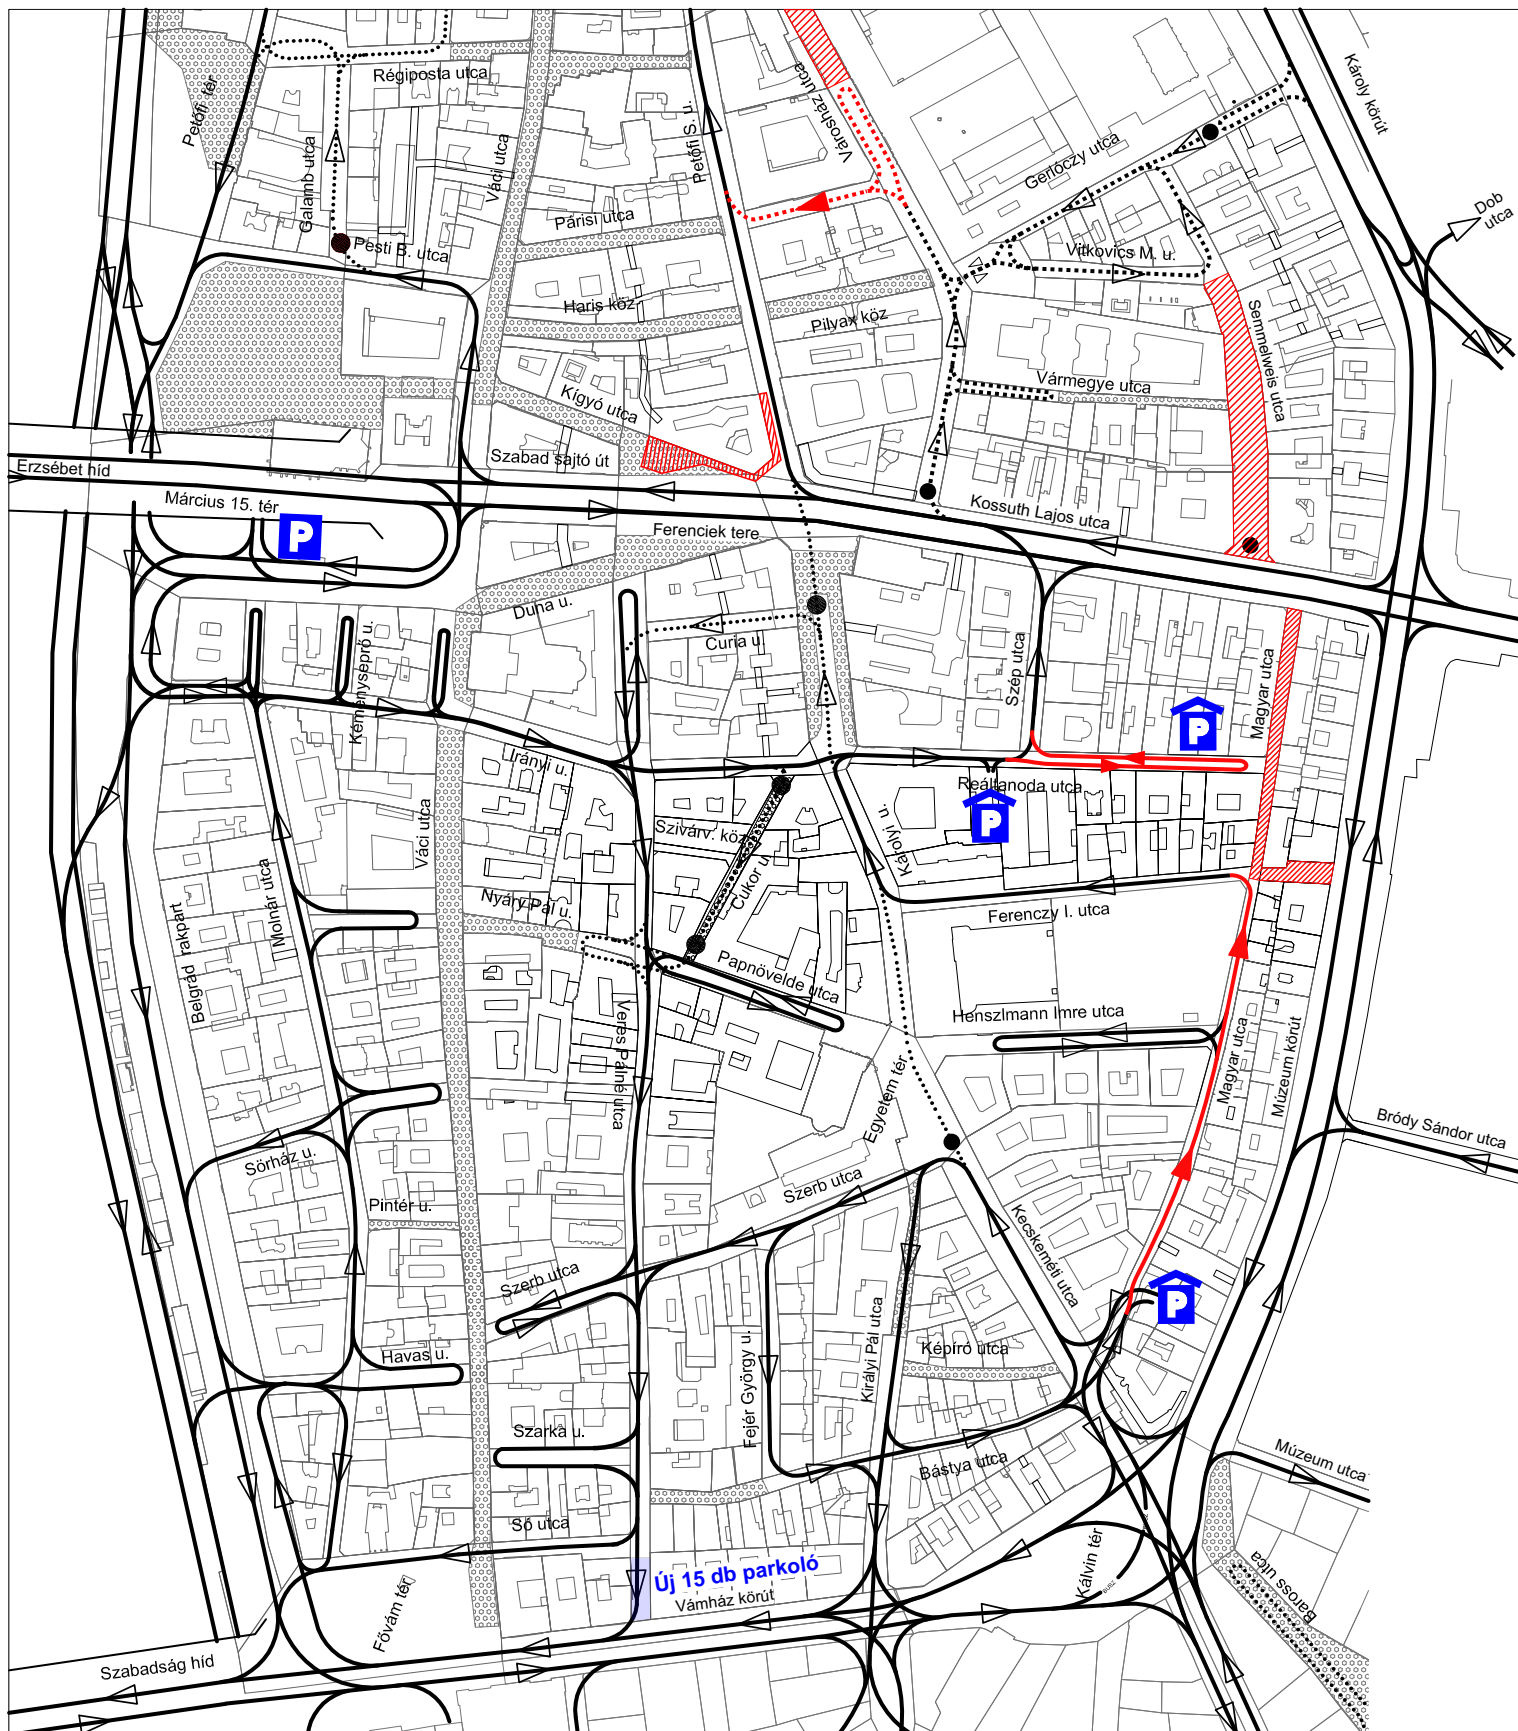 Régiposta utca
Petőfi tér
Galamb utca
Váci utca
Petőfi S. u.
Városház utca
Károly körút
Gerlóczy utca
Dob
utca
Párisi utca
Pesti B. utca
Vitkovics M. u.
Haris köz
Pilvax köz
Semmelweis utca
Vármegye utca
Kígyó utca
Szabad sajtó út
Erzsébet híd
Március 15. tér
P
Kossuth Lajos utca
Ferenciek tere
Duna u.
Curia u.
Kéményseprő u.
Szép utca
Magyar utca
P
Irányi u.
Reáltanoda utca
P
Váci utca
Szivárv. köz
Károlyi u.
Cukor u.
Nyáry Pál u.
Molnár utca
Belgrád rakpart
Ferenczy I. utca
Papnövelde utca
Henszlmann Imre utca
Veres Pálné utca
Magyar utca
Múzeum körút
Egyetem tér
Bródy Sándor utca
Sörház u.
Pintér u.
Szerb utca
Kecskeméti utca
Szerb utca
P
Havas u.
Fejér György u.
Király Pál utca
Képíró utca
Szarka u.
Bástya utca
Múzeum utca
Só utca
Új 15 db parkoló
Vámház körút
Kálvin tér
BUSZ
Baross utca
Fővám tér
Szabadság híd